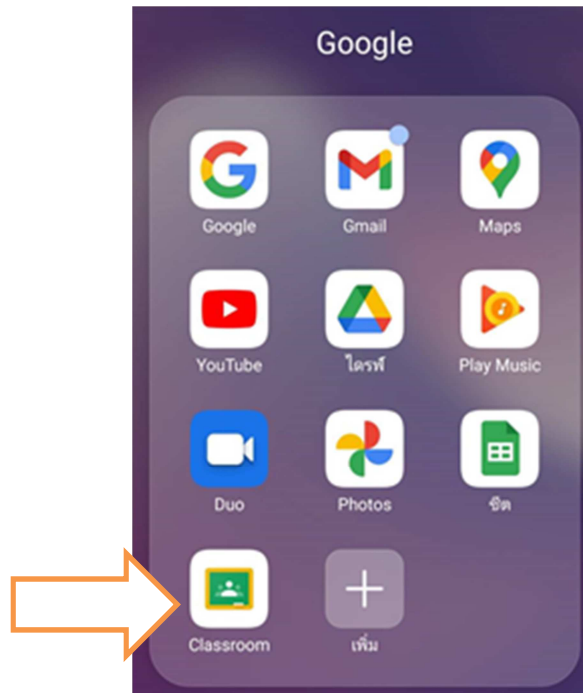 Google
Google Gmail Maps
YouTube ไดรฟ์ Play Music
Duo Photos ชีต
Classroom เพิ่ม